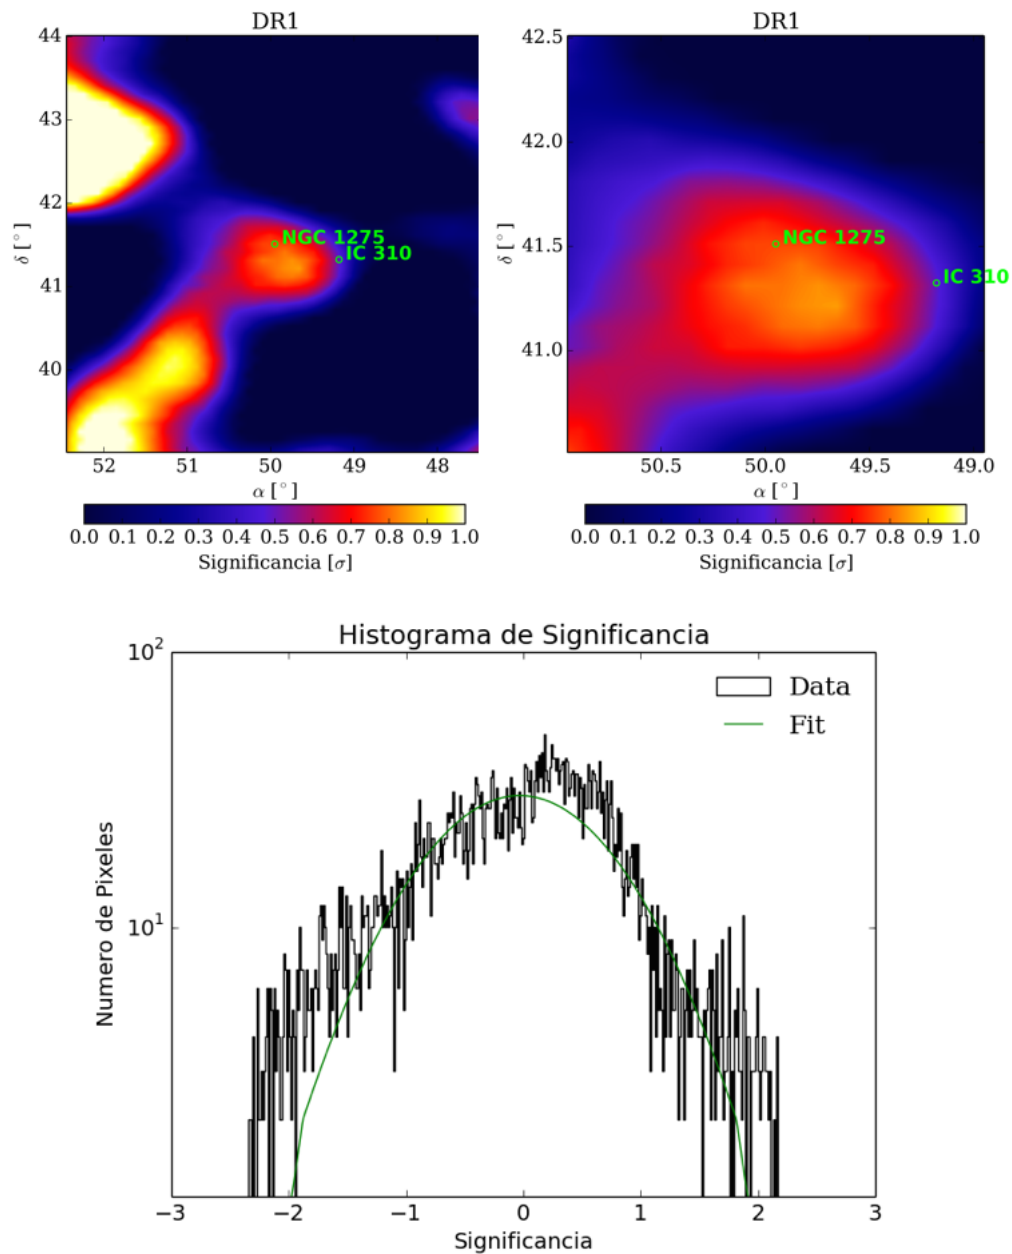 DR1
44
43
42
41
40
δ [°]
NGC 1275
IC 310
52 51 50 49 48
α [°]
0.0 0.1 0.2 0.3 0.4 0.5 0.6 0.7 0.8 0.9 1.0
Significancia [σ]
DR1
42.5
42.0
41.5
41.0
δ [°]
NGC 1275
IC 310
50.5 50.0 49.5 49.0
α [°]
0.0 0.1 0.2 0.3 0.4 0.5 0.6 0.7 0.8 0.9 1.0
Significancia [σ]
Histograma de Significancia
10²
10¹
Numero de Pixeles
Data
Fit
−3 −2 −1 0 1 2 3
Significancia